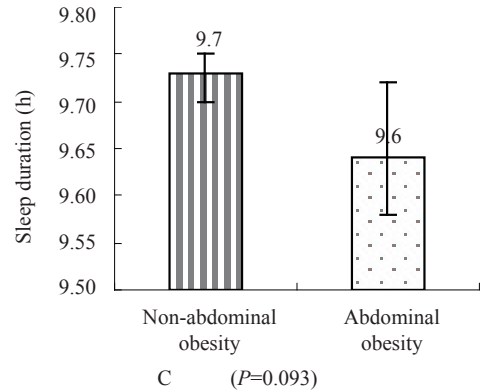 9.80
9.75
9.70
9.65
9.60
9.55
9.50
Sleep duration (h)
9.7
9.6
Non-abdominal
obesity
Abdominal
obesity
C (P=0.093)